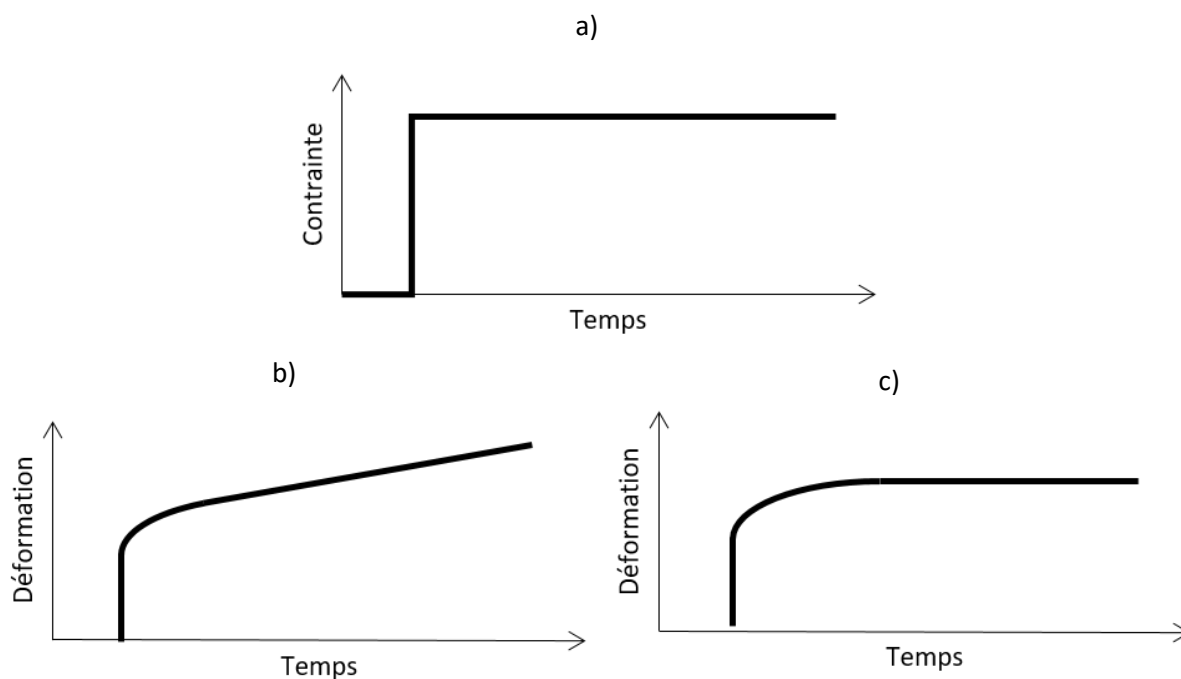 a)
Contrainte
Temps
b)
Déformation
Temps
c)
Déformation
Temps